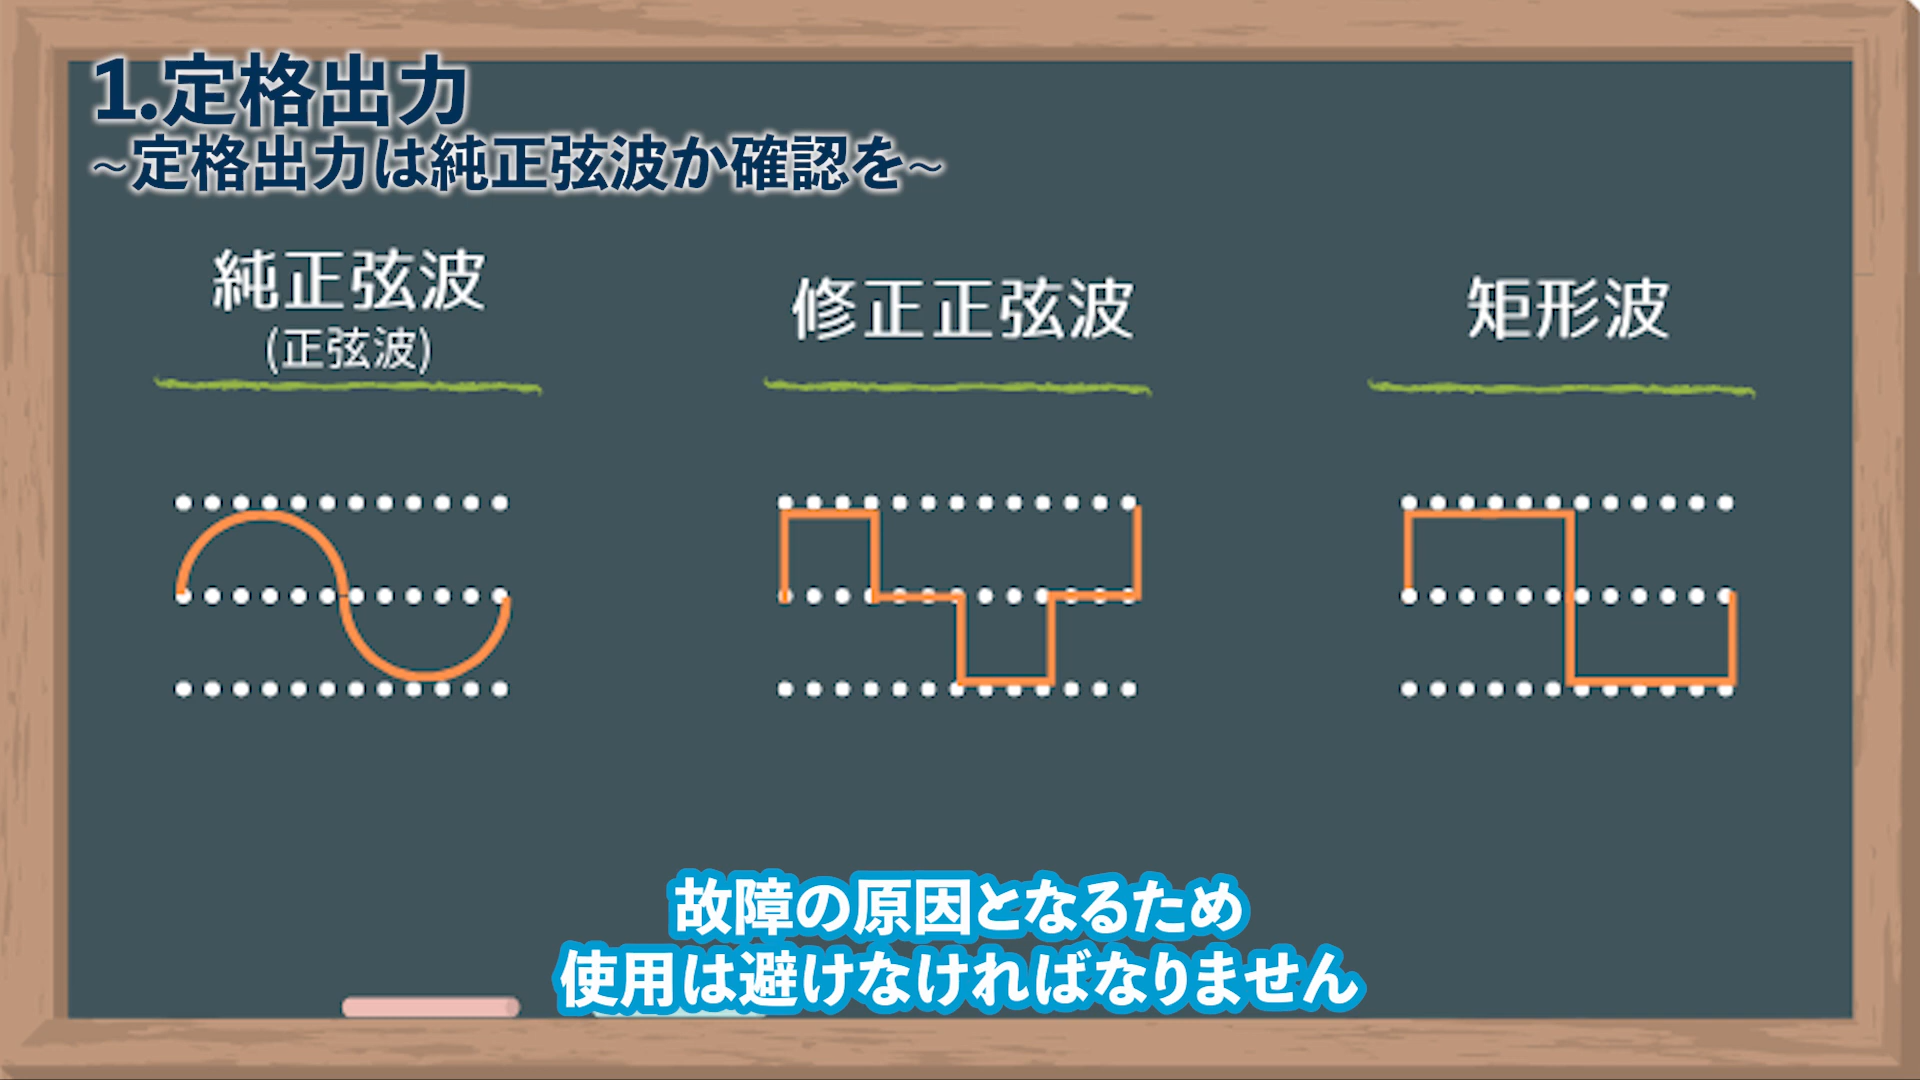 1.定格出力
~定格出力は純正弦波か確認を~
純正弦波
(正弦波)
修正正弦波
矩形波
故障の原因となるため
使用は避けなければなりません